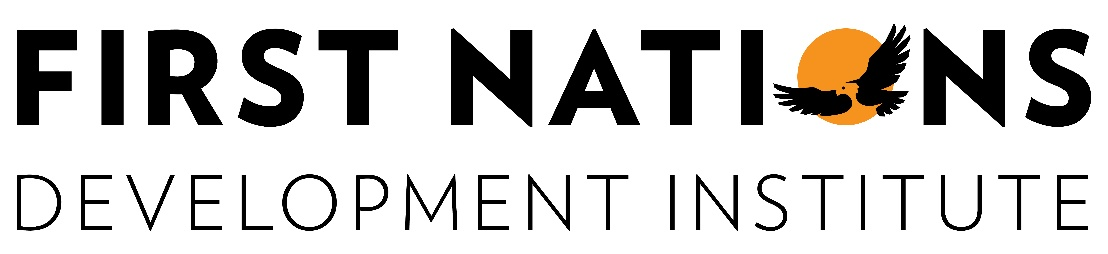 FIRST NATIONS
DEVELOPMENT INSTITUTE